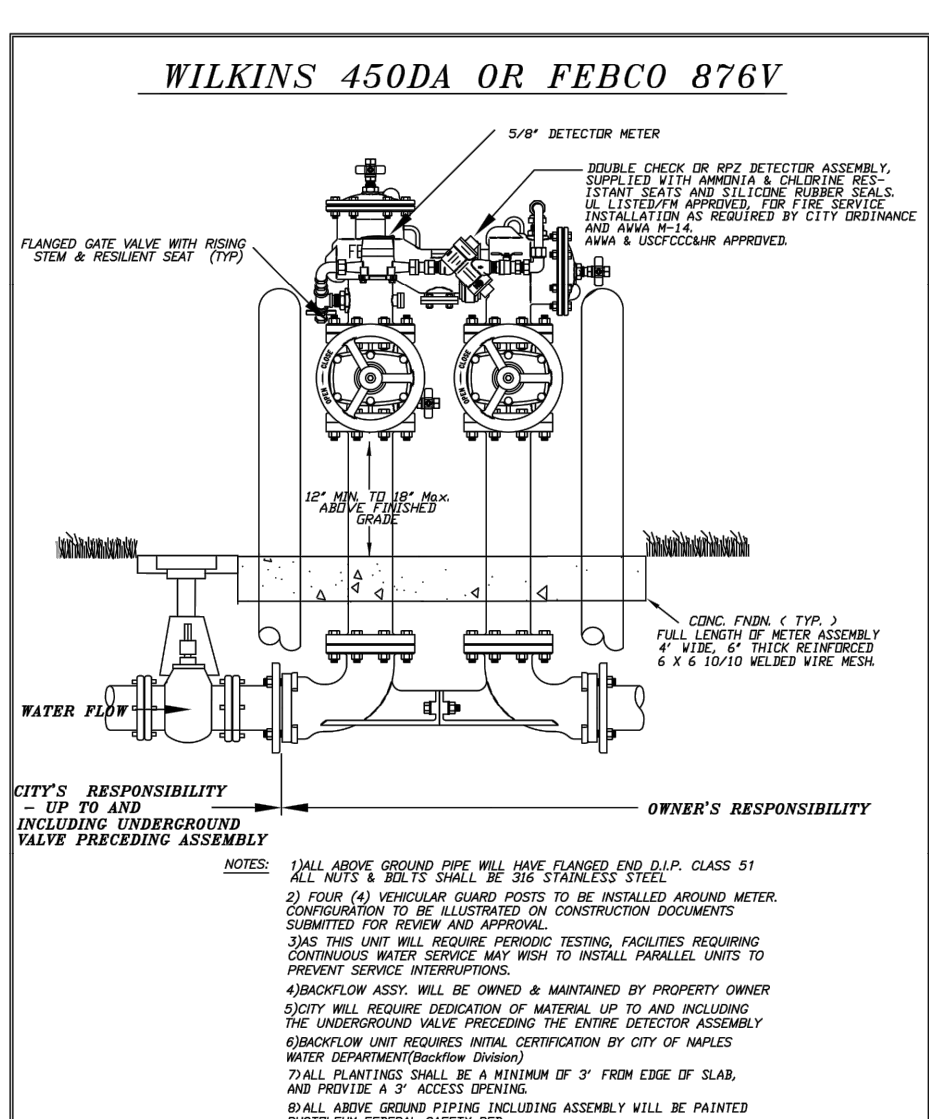 WILKINS 450DA OR FEBCO 876V
5/8" DETECTOR METER
DOUBLE CHECK OR RPZ DETECTOR ASSEMBLY,
SUPPLIED WITH AMMONIA & CHLORINE RES-
ISTANT SEATS AND SILICONE RUBBER SEALS.
UL LISTED/FM APPROVED, FOR FIRE SERVICE
INSTALLATION AS REQUIRED BY CITY ORDINANCE
AND AWWA M-14.
AWWA & USCFCCC&HR APPROVED.
FLANGED GATE VALVE WITH RISING
STEM & RESILIENT SEAT (TYP)
FE
OPEN — CLOSE
OPEN — CLOSE
12" MIN. TO 18" Max.
ABOVE FINISHED
GRADE
CONC. FNDN. ( TYP. )
FULL LENGTH OF METER ASSEMBLY
4' WIDE, 6" THICK REINFORCED
6 X 6 10/10 WELDED WIRE MESH.
WATER FLOW
CITY'S RESPONSIBILITY
- UP TO AND
INCLUDING UNDERGROUND
VALVE PRECEDING ASSEMBLY
OWNER'S RESPONSIBILITY
NOTES:
1)ALL ABOVE GROUND PIPE WILL HAVE FLANGED END D.I.P. CLASS 51
ALL NUTS & BOLTS SHALL BE 316 STAINLESS STEEL
2) FOUR (4) VEHICULAR GUARD POSTS TO BE INSTALLED AROUND METER.
CONFIGURATION TO BE ILLUSTRATED ON CONSTRUCTION DOCUMENTS
SUBMITTED FOR REVIEW AND APPROVAL.
3)AS THIS UNIT WILL REQUIRE PERIODIC TESTING, FACILITIES REQUIRING
CONTINUOUS WATER SERVICE MAY WISH TO INSTALL PARALLEL UNITS TO
PREVENT SERVICE INTERRUPTIONS.
4)BACKFLOW ASSY. WILL BE OWNED & MAINTAINED BY PROPERTY OWNER
5)CITY WILL REQUIRE DEDICATION OF MATERIAL UP TO AND INCLUDING
THE UNDERGROUND VALVE PRECEDING THE ENTIRE DETECTOR ASSEMBLY
6)BACKFLOW UNIT REQUIRES INITIAL CERTIFICATION BY CITY OF NAPLES
WATER DEPARTMENT(Backflow Division)
7)ALL PLANTINGS SHALL BE A MINIMUM OF 3' FROM EDGE OF SLAB,
AND PROVIDE A 3' ACCESS OPENING.
8)ALL ABOVE GROUND PIPING INCLUDING ASSEMBLY WILL BE PAINTED